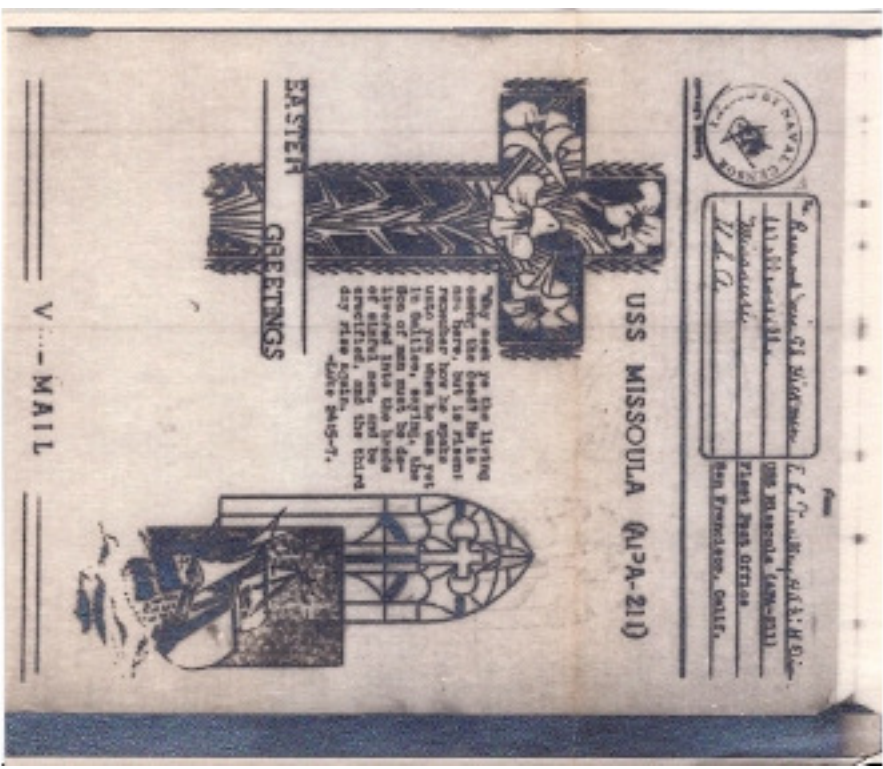 PASSED BY NAVAL CENSOR
To:
Wellsville,
Missouri
U.S.A.
From
USS Missoula (APA-211)
Fleet Post Office
San Francisco, Calif.
USS MISSOULA (APA-211)
"Why seek ye the living
among the dead? He is
not here, but is risen:
remember how he spake
unto you when he was yet
in Galilee, saying, the
Son of man must be de-
livered into the hands
of sinful men, and be
crucified, and the third
day rise again.
-Luke 24:5-7.
EASTER
GREETINGS
V...-MAIL